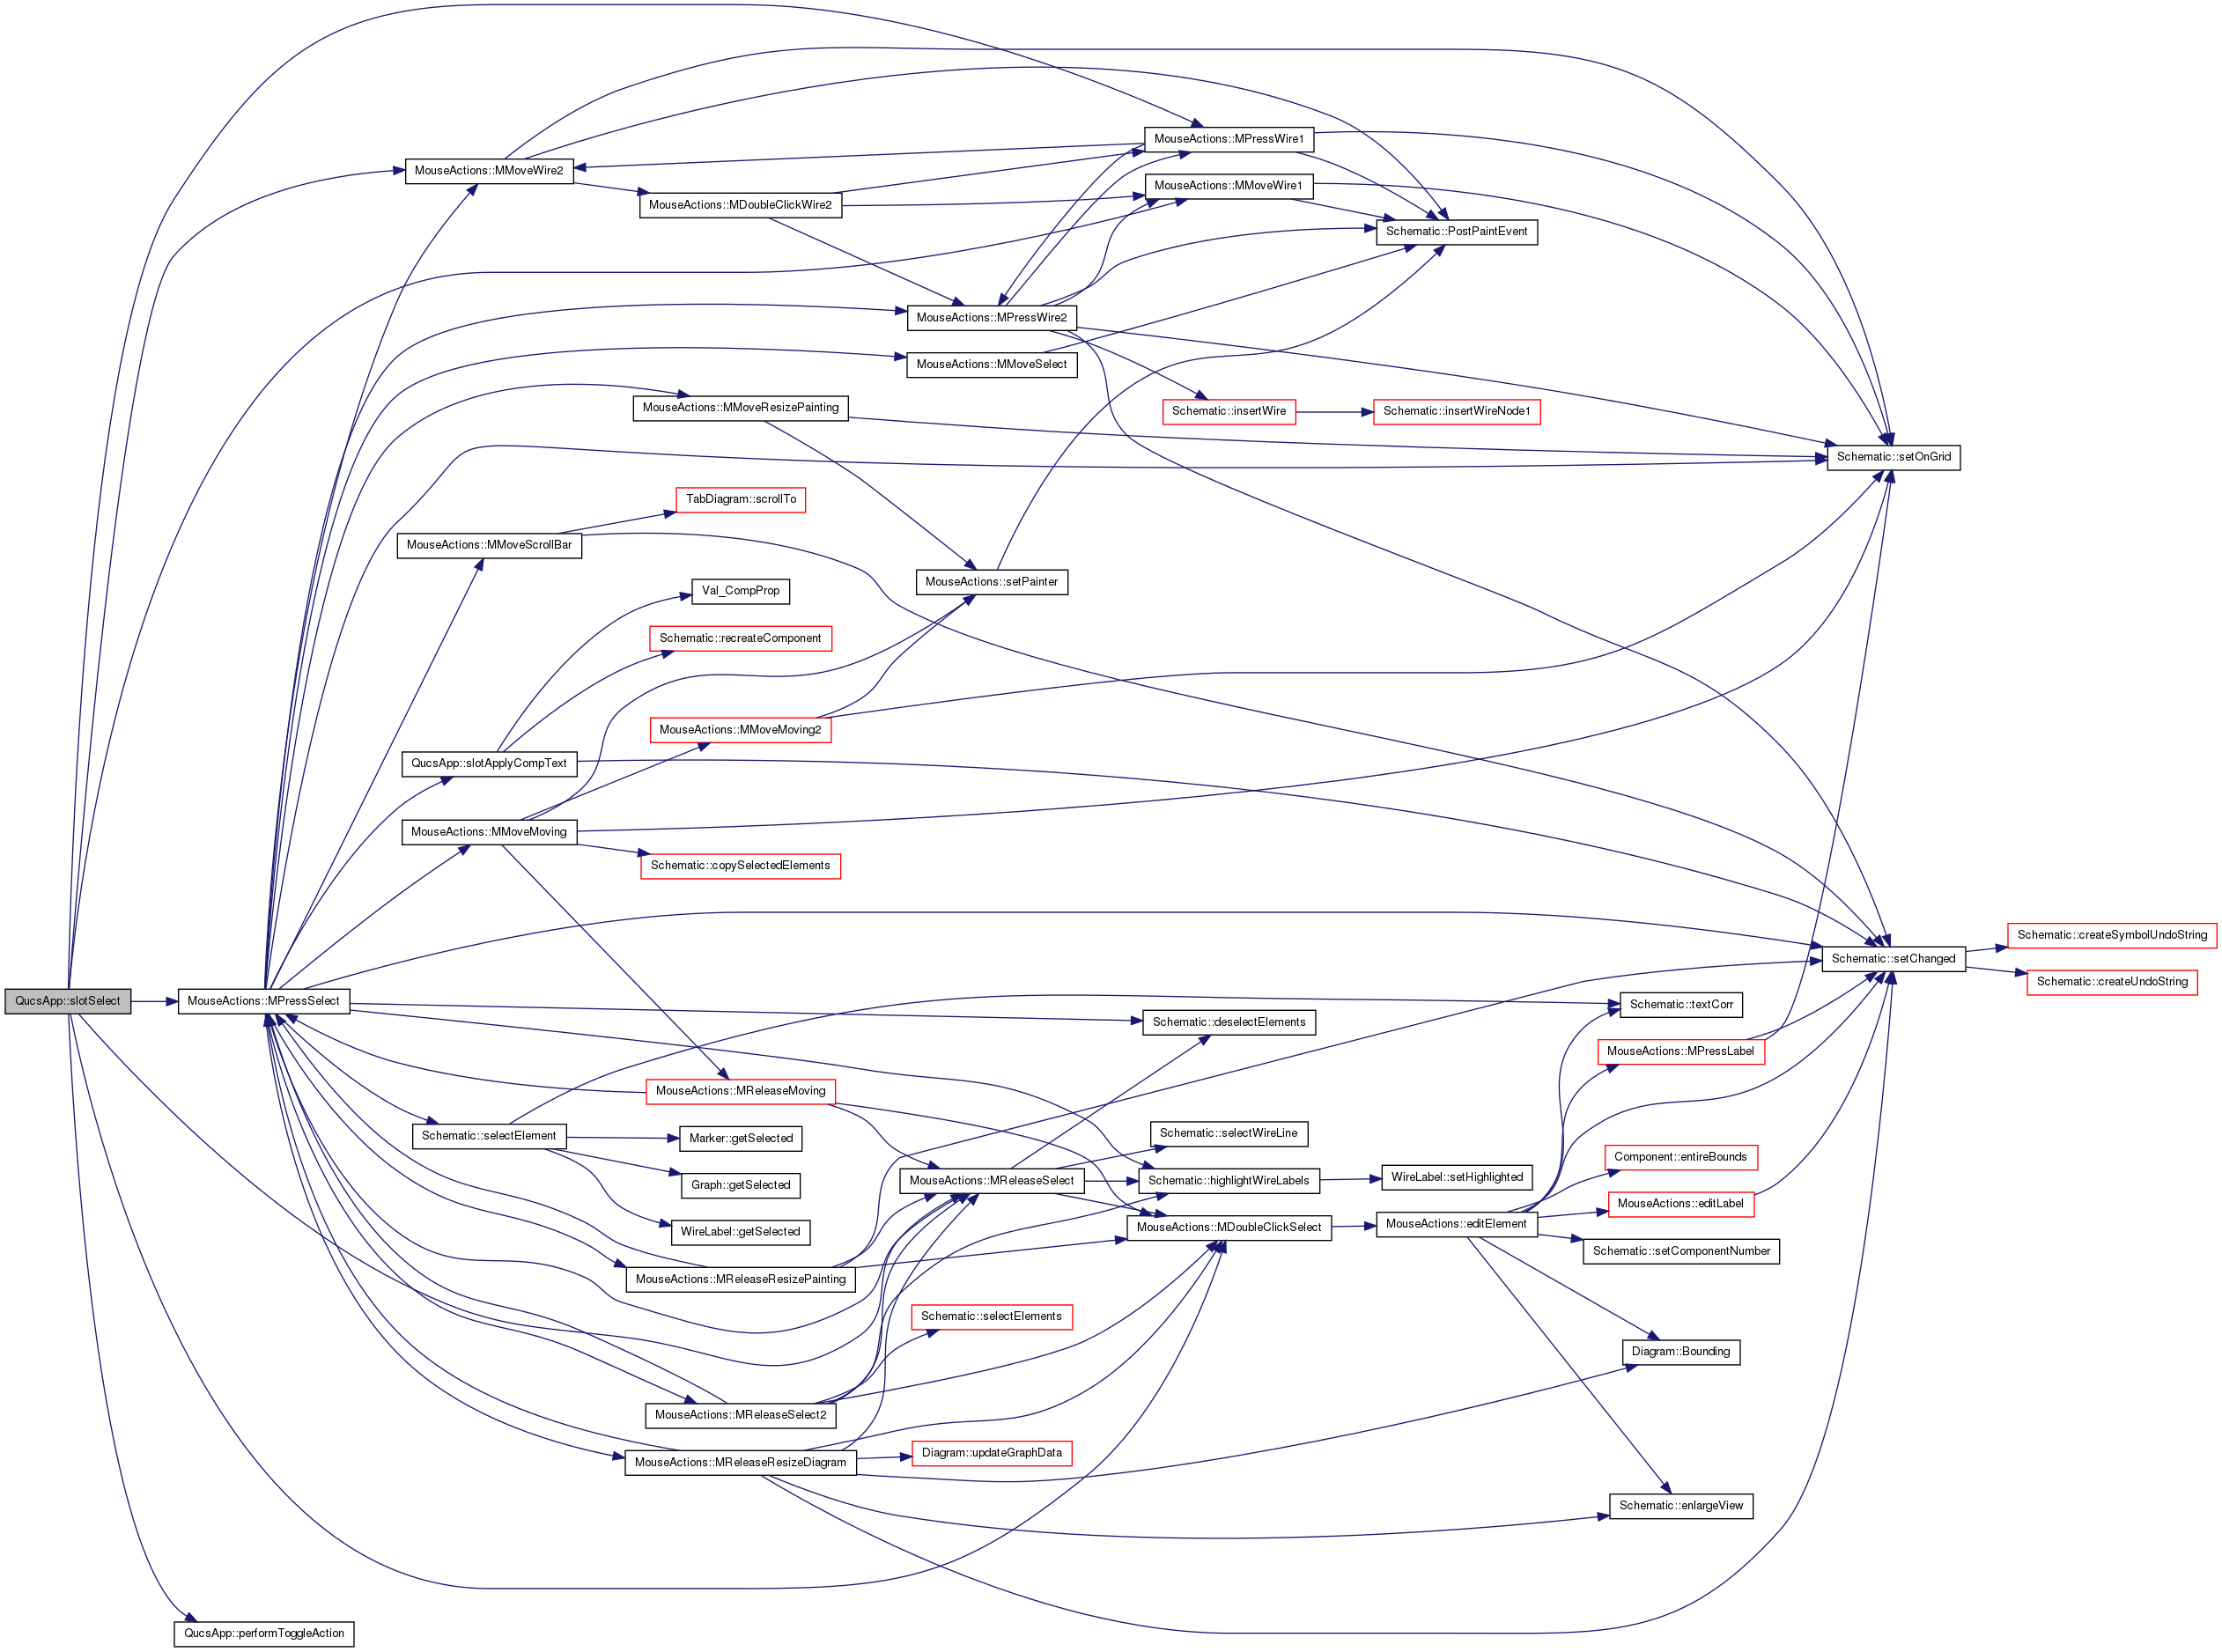 MouseActions::MPressWire1
MouseActions::MMoveWire2
MouseActions::MMoveWire1
MouseActions::MDoubleClickWire2
Schematic::PostPaintEvent
MouseActions::MPressWire2
MouseActions::MMoveSelect
MouseActions::MMoveResizePainting
Schematic::insertWire
Schematic::insertWireNode1
Schematic::setOnGrid
TabDiagram::scrollTo
MouseActions::MMoveScrollBar
MouseActions::setPainter
Val_CompProp
Schematic::recreateComponent
MouseActions::MMoveMoving2
QucsApp::slotApplyCompText
MouseActions::MMoveMoving
Schematic::copySelectedElements
Schematic::createSymbolUndoString
Schematic::setChanged
Schematic::createUndoString
QucsApp::slotSelect
MouseActions::MPressSelect
Schematic::textCorr
Schematic::deselectElements
MouseActions::MPressLabel
MouseActions::MReleaseMoving
Schematic::selectElement
Marker::getSelected
Schematic::selectWireLine
Component::entireBounds
Graph::getSelected
MouseActions::MReleaseSelect
Schematic::highlightWireLabels
WireLabel::setHighlighted
MouseActions::editLabel
WireLabel::getSelected
MouseActions::MDoubleClickSelect
MouseActions::editElement
Schematic::setComponentNumber
MouseActions::MReleaseResizePainting
Schematic::selectElements
Diagram::Bounding
MouseActions::MReleaseSelect2
Diagram::updateGraphData
MouseActions::MReleaseResizeDiagram
Schematic::enlargeView
QucsApp::performToggleAction